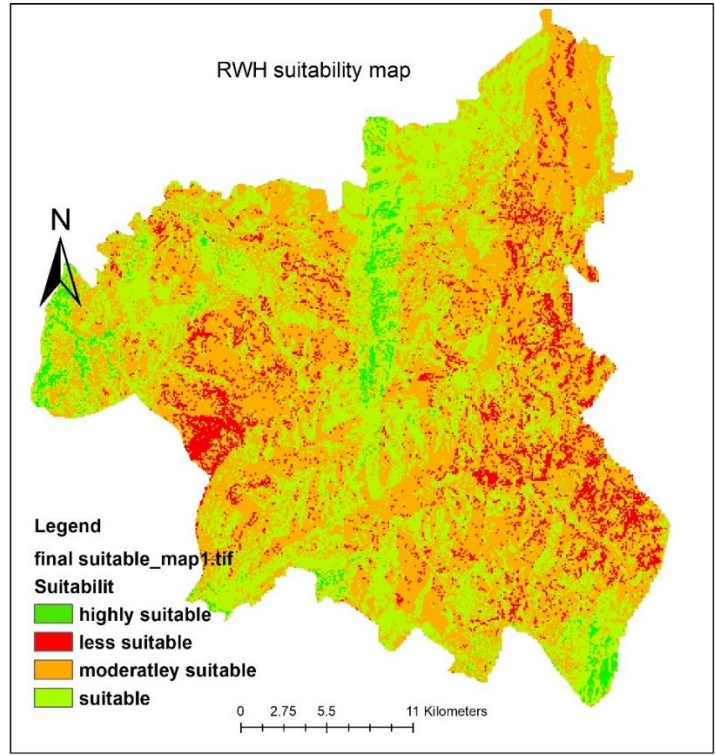 RWH suitability map
N
Legend
final suitable_map1.tif
Suitabilit
highly suitable
less suitable
moderatley suitable
suitable
0 2.75 5.5 11 Kilometers